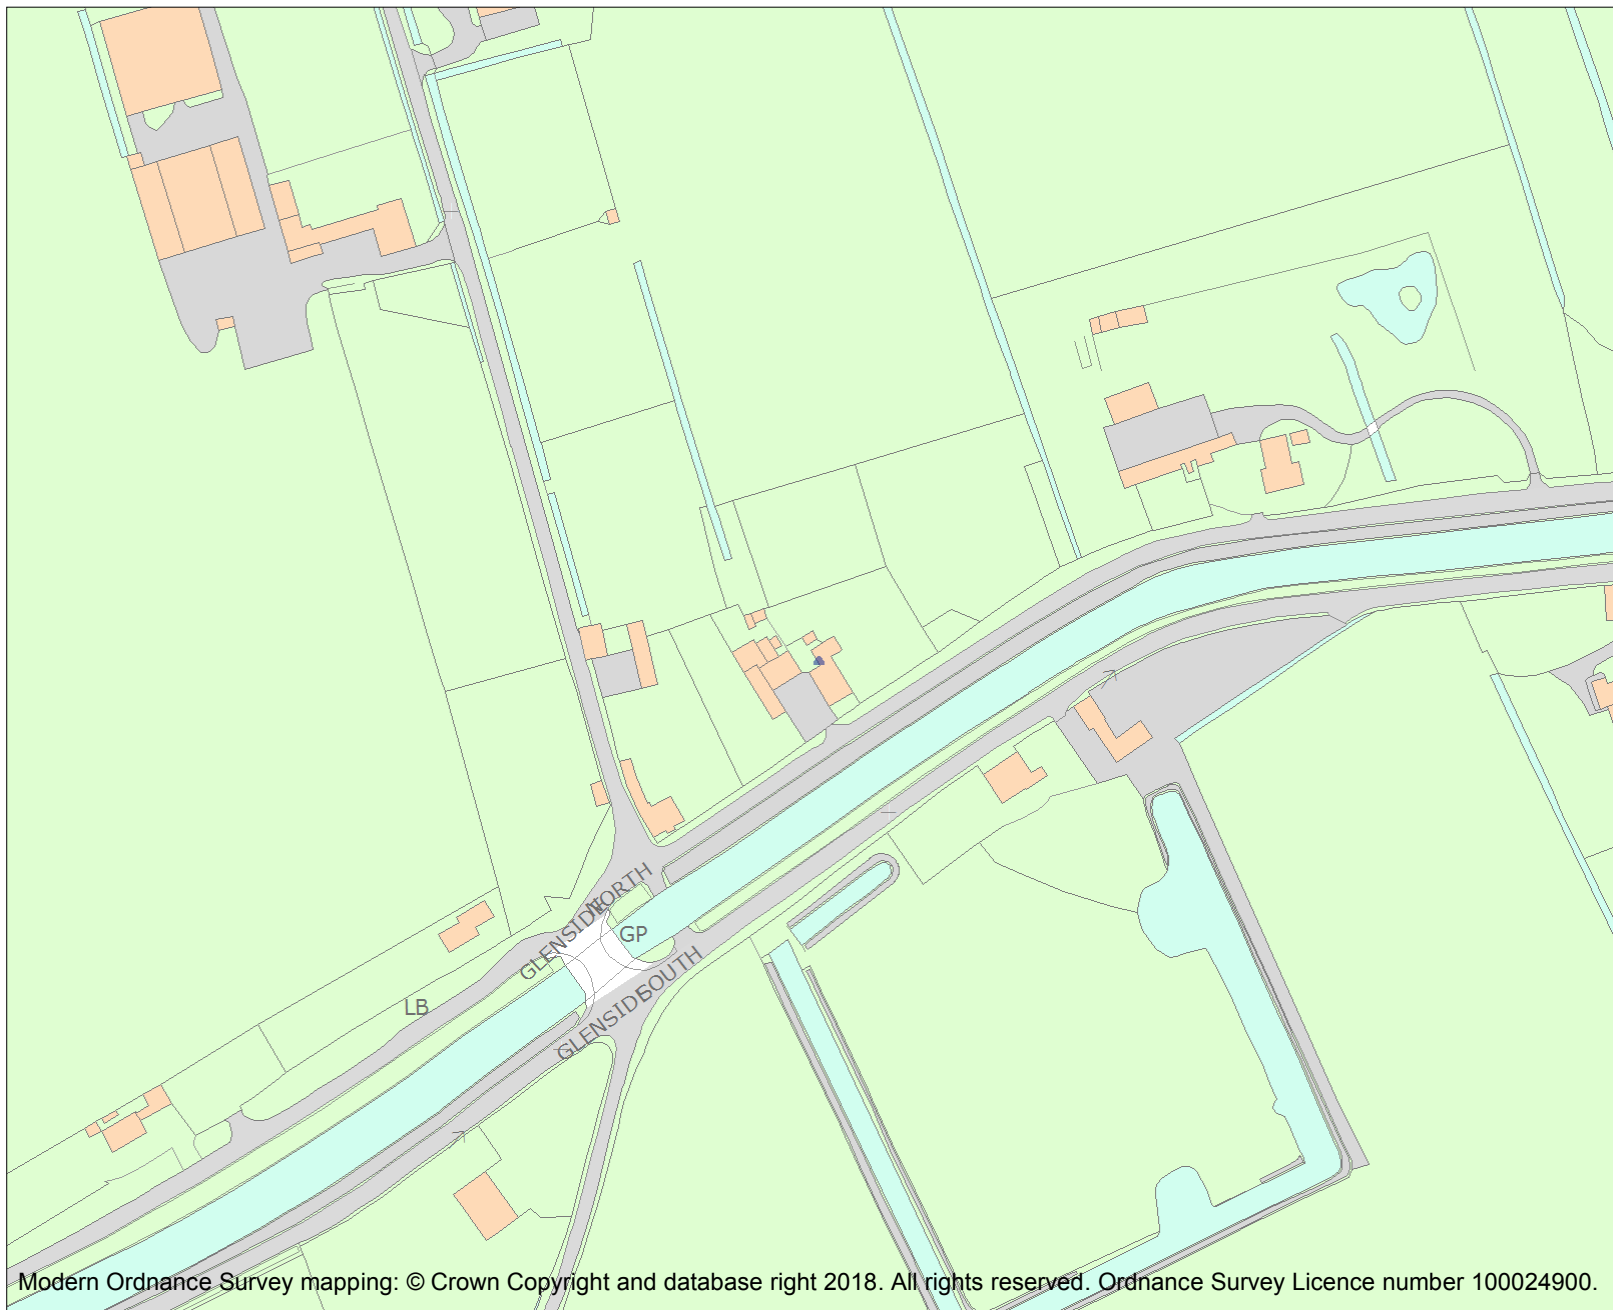 GLENSIDE NORTH
GP
GLENSIDE SOUTH
LB
Modern Ordnance Survey mapping: © Crown Copyright and database right 2018. All rights reserved. Ordnance Survey Licence number 100024900.